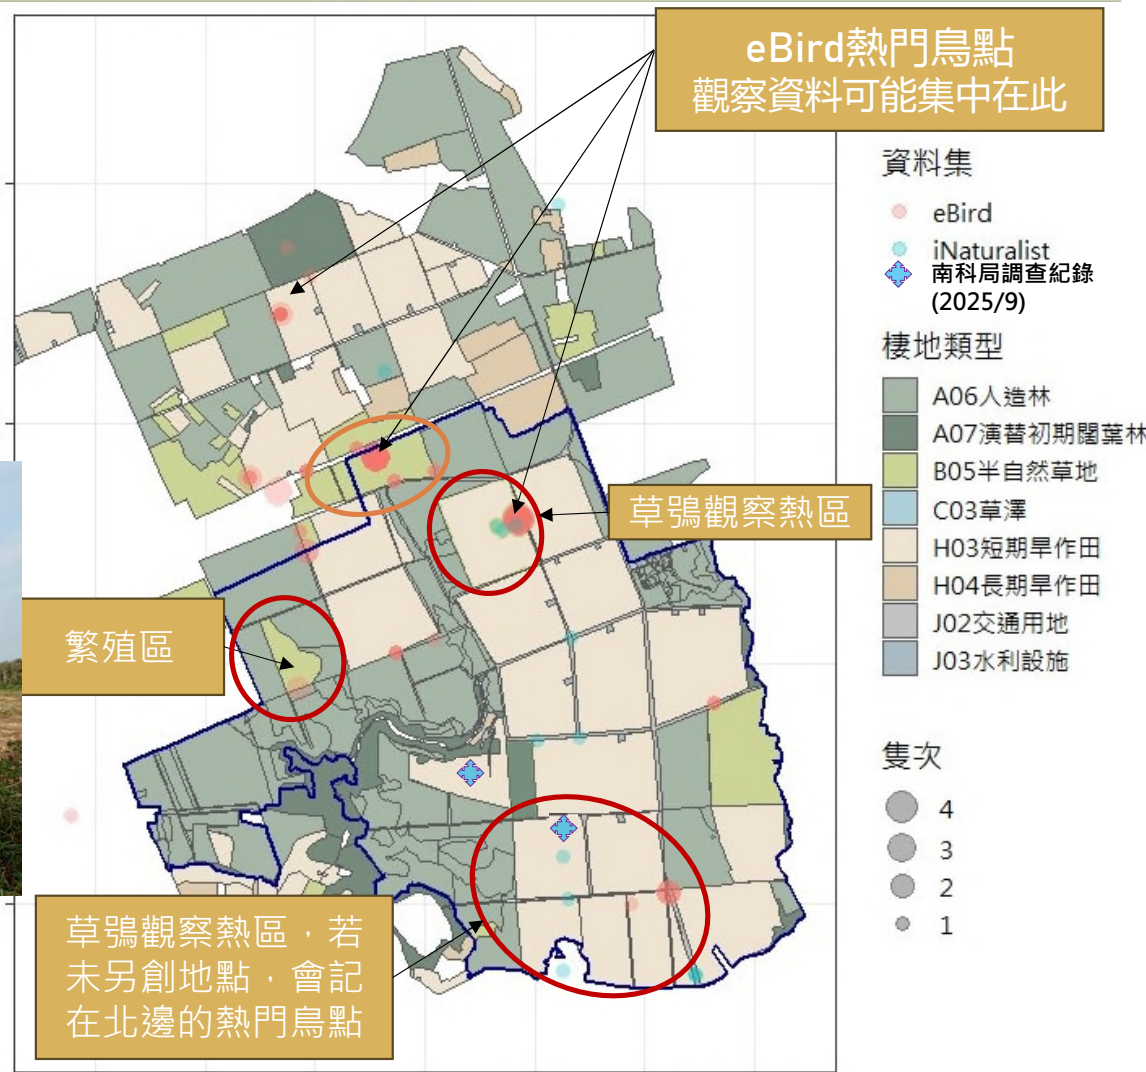 eBird熱門鳥點
觀察資料可能集中在此
資料集
eBird
iNaturalist
南科局調查紀錄
(2025/9)
棲地類型
A06人造林
A07演替初期闊葉林
B05半自然草地
C03草澤
H03短期旱作田
H04長期旱作田
J02交通用地
J03水利設施
隻次
4
3
2
1
草鴞觀察熱區
繁殖區
草鴞觀察熱區，若
未另創地點，會記
在北邊的熱門鳥點